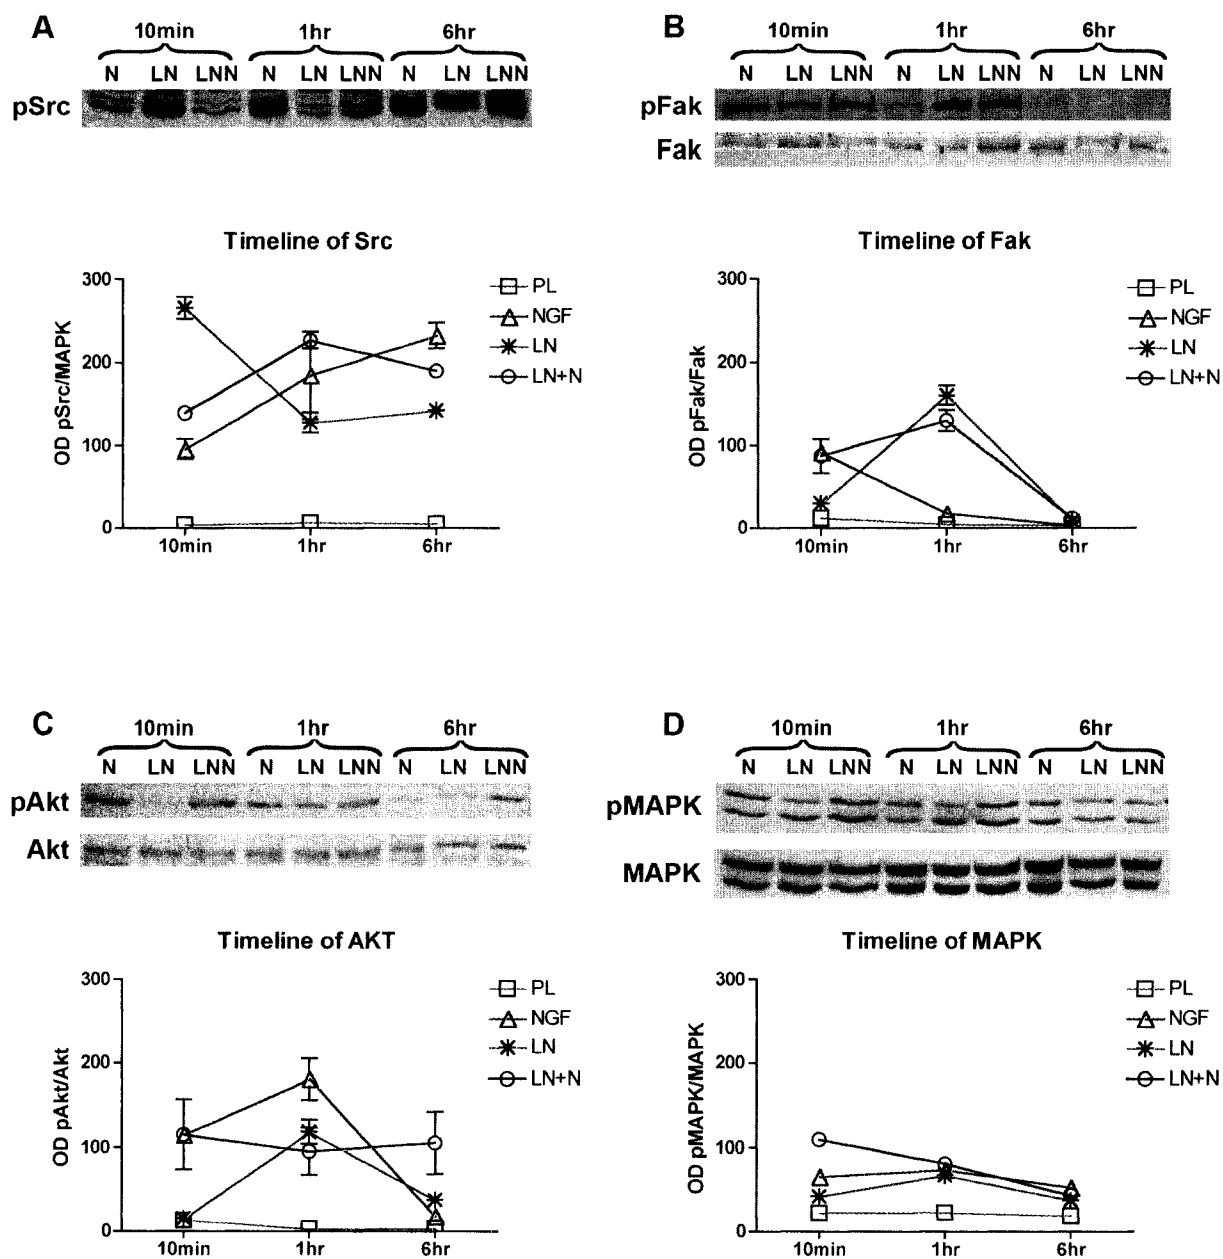 A
10min 1hr 6hr
N LN LNN N LN LNN N LN LNN
pSrc
Timeline of Src
300
200
100
0
OD pSrc/MAPK
10min 1hr 6hr
PL
NGF
LN
LN+N
B
10min 1hr 6hr
N LN LNN N LN LNN N LN LNN
pFak
Fak
Timeline of Fak
300
200
100
0
OD pFak/Fak
10min 1hr 6hr
PL
NGF
LN
LN+N
C
10min 1hr 6hr
N LN LNN N LN LNN N LN LNN
pAkt
Akt
Timeline of AKT
300
200
100
0
OD pAkt/Akt
10min 1hr 6hr
PL
NGF
LN
LN+N
D
10min 1hr 6hr
N LN LNN N LN LNN N LN LNN
pMAPK
MAPK
Timeline of MAPK
300
200
100
0
OD pMAPK/MAPK
10min 1hr 6hr
PL
NGF
LN
LN+N